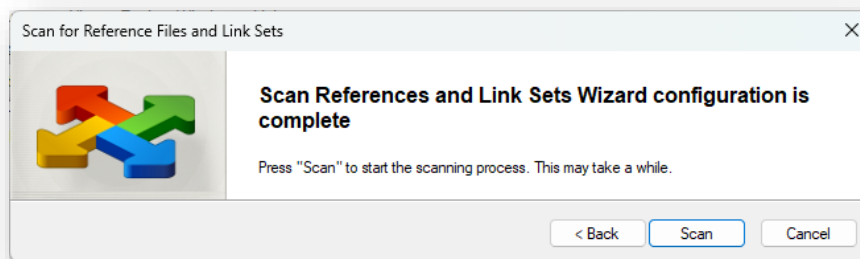 Scan for Reference Files and Link Sets
Scan References and Link Sets Wizard configuration is
complete
Press "Scan" to start the scanning process. This may take a while.
< Back
Scan
Cancel